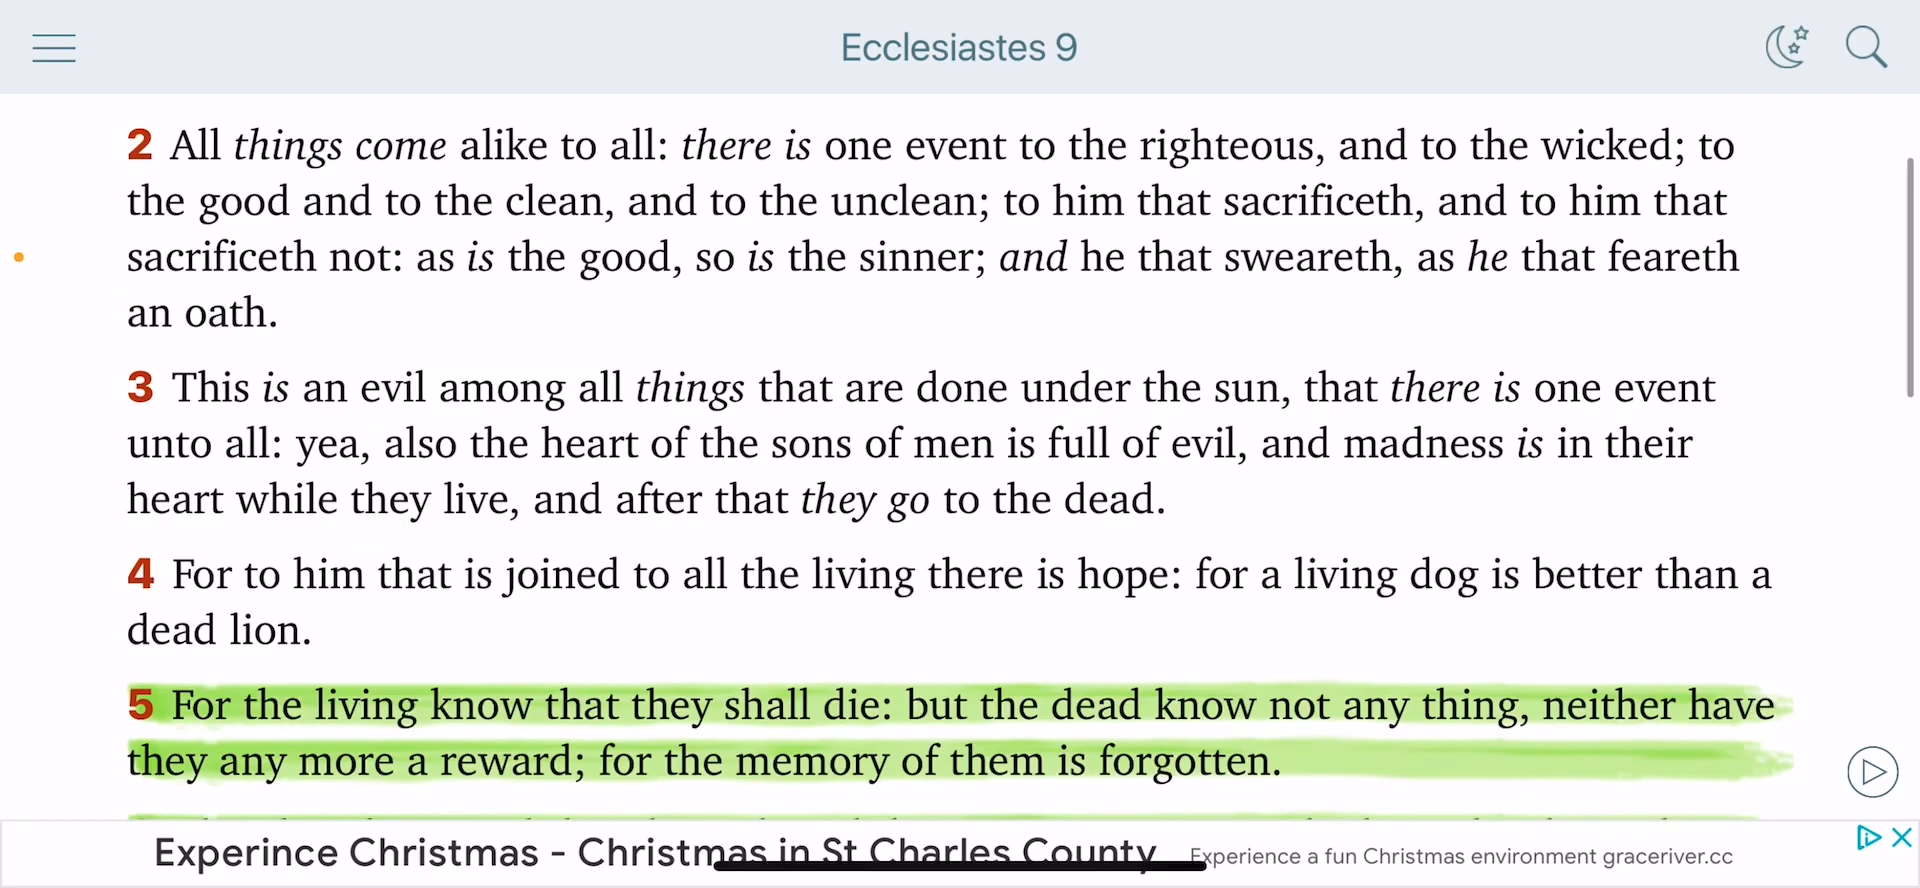 Ecclesiastes 9
2 All things come alike to all: there is one event to the righteous, and to the wicked; to
the good and to the clean, and to the unclean; to him that sacrificeth, and to him that
sacrificeth not: as is the good, so is the sinner; and he that sweareth, as he that feareth
an oath.
3 This is an evil among all things that are done under the sun, that there is one event
unto all: yea, also the heart of the sons of men is full of evil, and madness is in their
heart while they live, and after that they go to the dead.
4 For to him that is joined to all the living there is hope: for a living dog is better than a
dead lion.
5 For the living know that they shall die: but the dead know not any thing, neither have
they any more a reward; for the memory of them is forgotten.
Experince Christmas - Christmas in St Charles County
Experience a fun Christmas environment graceriver.cc